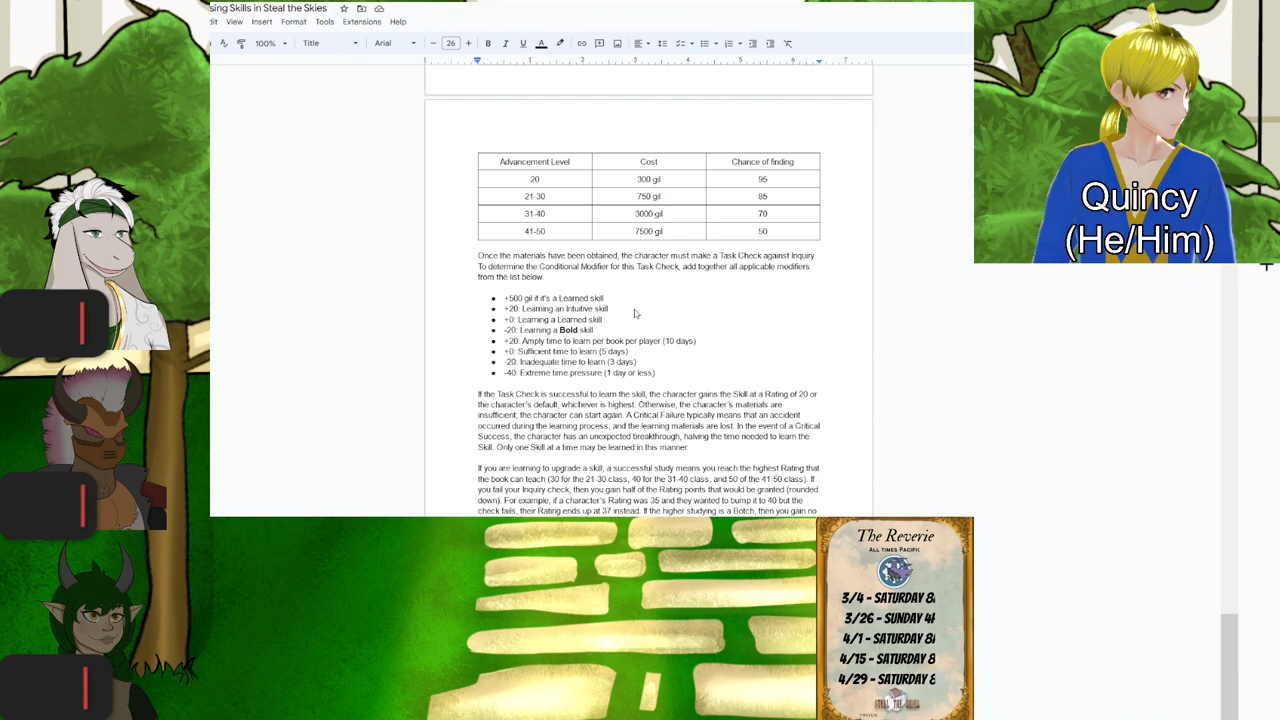 sing Skills in Steal the Skies
dit View Insert Format Tools Extensions Help
100% Title Arial 26 B I U A
1 1 2 3 4 5 6 7
Advancement Level Cost Chance of finding
20 300 gil 95
21-30 750 gil 85
31-40 3000 gil 70
41-50 7500 gil 50
Once the materials have been obtained, the character must make a Task Check against Inquiry.
To determine the Conditional Modifier for this Task Check, add together all applicable modifiers
from the list below.
+500 gil if it's a Learned skill
+20: Learning an Intuitive skill
+0: Learning a Learned skill
-20: Learning a Bold skill
+20: Amply time to learn per book per player (10 days)
+0: Sufficient time to learn (5 days)
-20: Inadequate time to learn (3 days)
-40: Extreme time pressure (1 day or less)
If the Task Check is successful to learn the skill, the character gains the Skill at a Rating of 20 or
the character's default, whichever is highest. Otherwise, the character's materials are
insufficient; the character can start again. A Critical Failure typically means that an accident
occurred during the learning process, and the learning materials are lost. In the event of a Critical
Success, the character has an unexpected breakthrough, halving the time needed to learn the
Skill. Only one Skill at a time may be learned in this manner.
If you are learning to upgrade a skill, a successful study means you reach the highest Rating that
the book can teach (30 for the 21-30 class, 40 for the 31-40 class, and 50 of the 41-50 class). If
you fail your Inquiry check, then you gain half of the Rating points that would be granted (rounded
down). For example, if a character's Rating was 35 and they wanted to bump it to 40 but the
check fails, their Rating ends up at 37 instead. If the higher studying is a Botch, then you gain no
Quincy
(He/Him)
The Reverie
ALL TIMES PACIFIC
3/4 - SATURDAY 8
3/26 - SUNDAY 4
4/1 - SATURDAY 8
4/15 - SATURDAY 8
4/29 - SATURDAY 8
STEAL THE SKIES
TWITCH